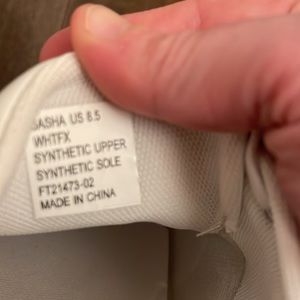 SASHA US 8.5
WHTFX
SYNTHETIC UPPER
SYNTHETIC SOLE
FT21473-02
MADE IN CHINA